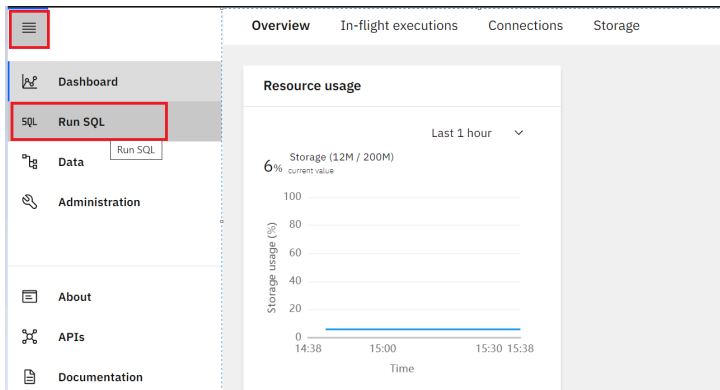 Overview In-flight executions Connections Storage
Dashboard
SQL Run SQL
Run SQL
Data
Administration
About
APIs
Documentation
Resource usage
Last 1 hour
6% Storage (12M / 200M)
current value
100
80
60
40
20
0
Storage usage (%)
14:38 15:00 15:30 15:38
Time